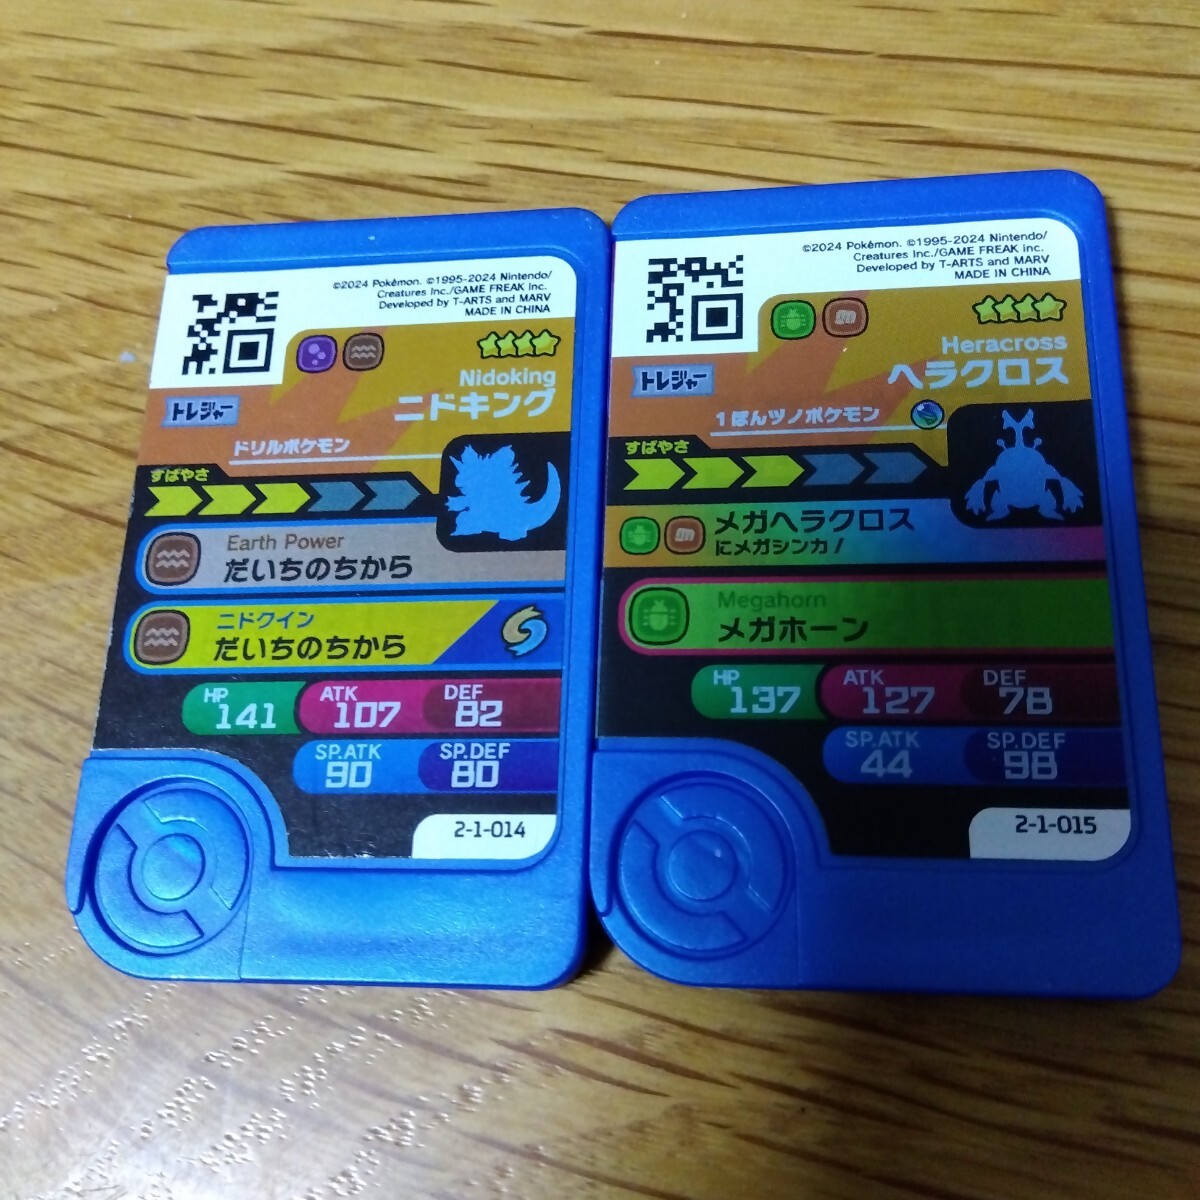 ©2024 Pokémon. ©1995-2024 Nintendo/
Creatures Inc./GAME FREAK inc.
Developed by T-ARTS and MARV
MADE IN CHINA
Nidoking
トレジャー
ニドキング
ドリルポケモン
すばやさ
Earth Power
だいちのちから
ニドクイン
だいちのちから
HP
141
ATK
107
DEF
82
SP.ATK
90
SP.DEF
80
2-1-014
©2024 Pokémon. ©1995-2024 Nintendo/
Creatures Inc./GAME FREAK inc.
Developed by T-ARTS and MARV
MADE IN CHINA
Heracross
トレジャー
ヘラクロス
1ぽんヅノポケモン
すばやさ
メガヘラクロス
にメガシンカ!
Megahorn
メガホーン
HP
137
ATK
127
DEF
78
SP.ATK
44
SP.DEF
98
2-1-015